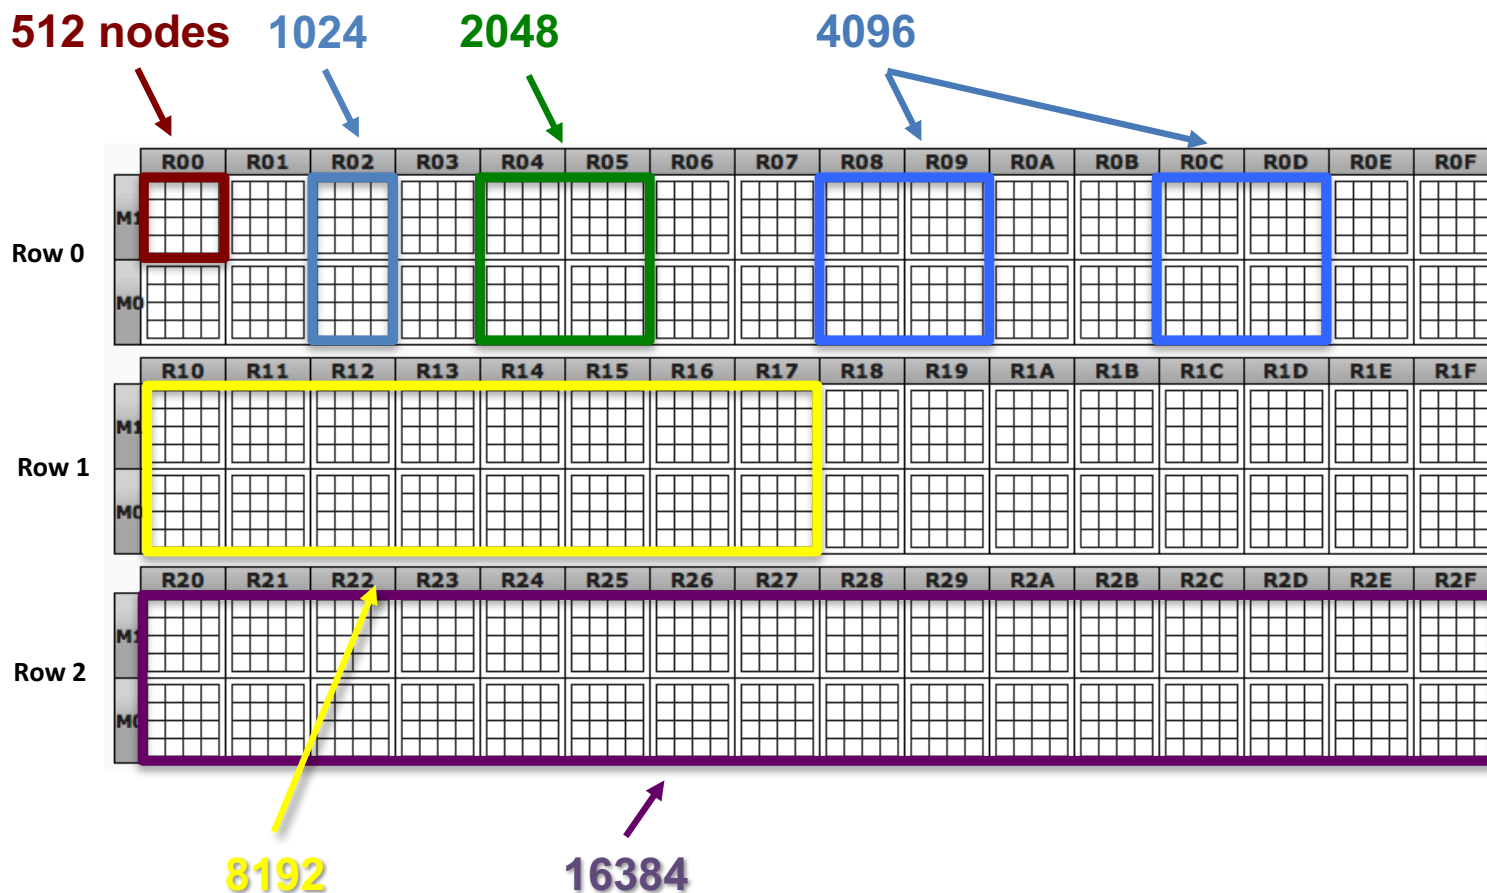 512 nodes 1024 2048 4096
R00 R01 R02 R03 R04 R05 R06 R07 R08 R09 R0A R0B R0C R0D R0E R0F
M1
Row 0
M0
R10 R11 R12 R13 R14 R15 R16 R17 R18 R19 R1A R1B R1C R1D R1E R1F
M1
Row 1
M0
R20 R21 R22 R23 R24 R25 R26 R27 R28 R29 R2A R2B R2C R2D R2E R2F
M1
Row 2
M0
8192 16384